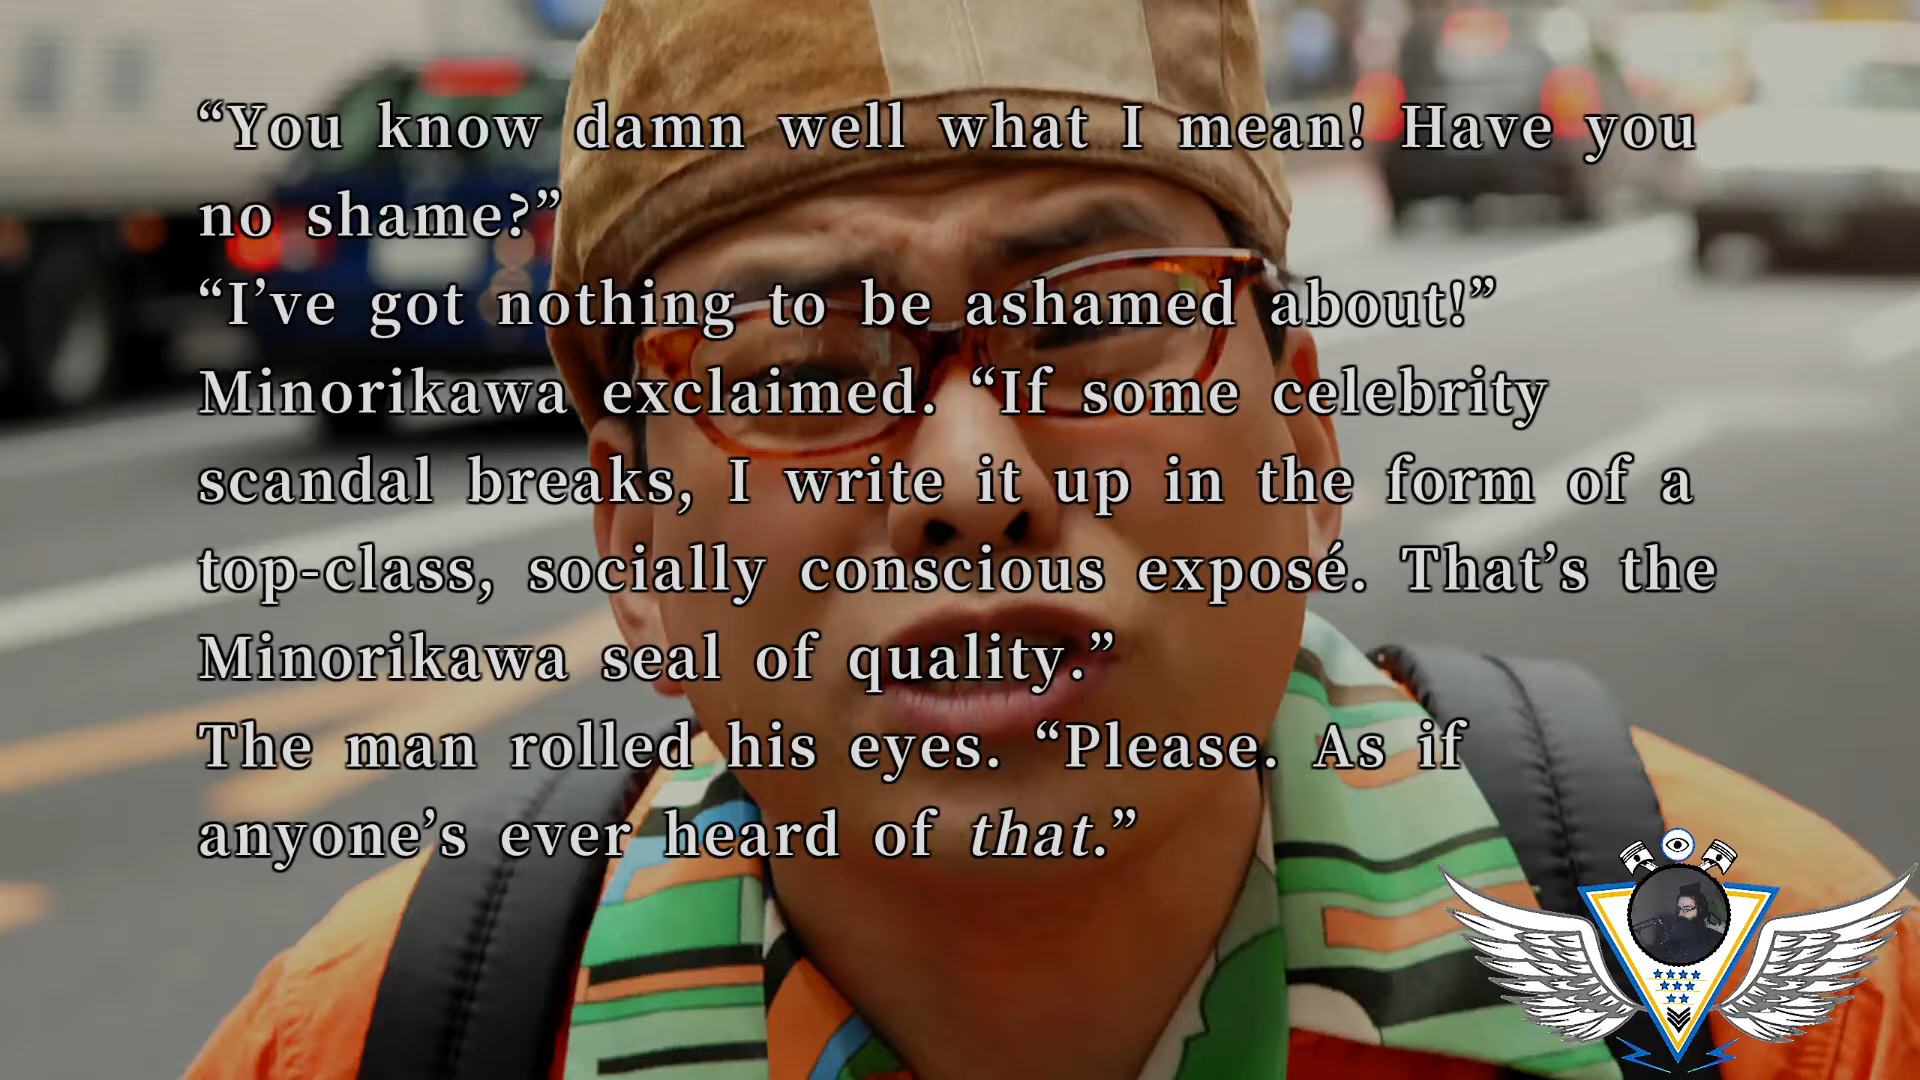 “You know damn well what I mean! Have you
no shame?”
“I’ve got nothing to be ashamed about!”
Minorikawa exclaimed. “If some celebrity
scandal breaks, I write it up in the form of a
top-class, socially conscious exposé. That’s the
Minorikawa seal of quality.”
The man rolled his eyes. “Please. As if
anyone’s ever heard of that.”